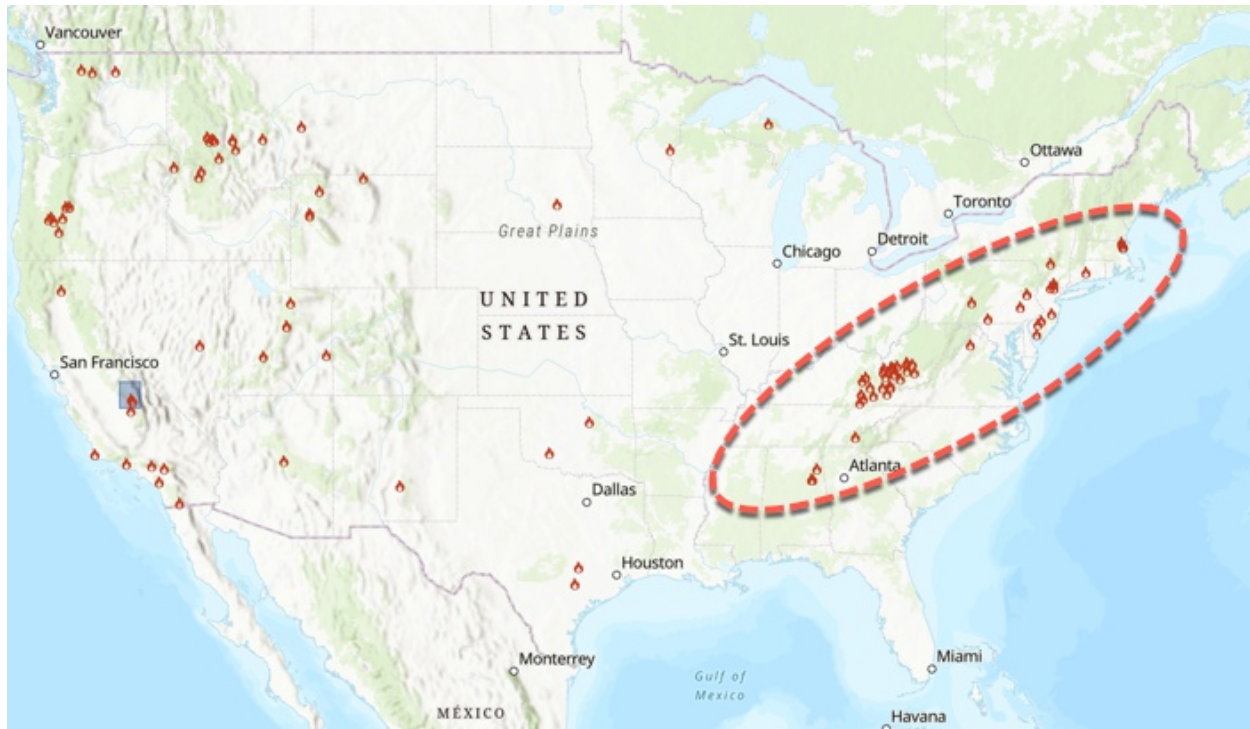 Vancouver
Ottawa
Toronto
Great Plains
Detroit
Chicago
UNITED
STATES
St. Louis
San Francisco
Atlanta
Dallas
Houston
Monterrey
Miami
Gulf of
Mexico
MÉXICO
Havana